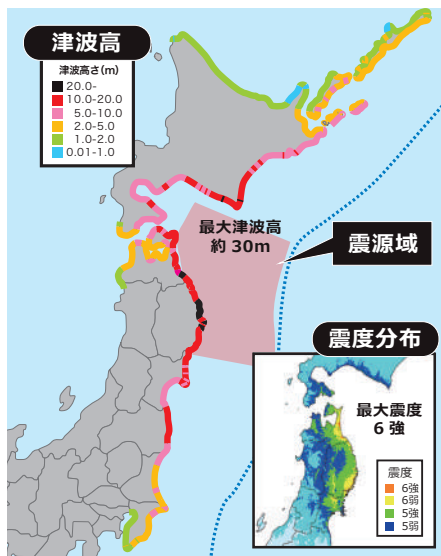 津波高
津波高さ(m)
20.0-
10.0-20.0
5.0-10.0
2.0-5.0
1.0-2.0
0.01-1.0
最大津波高
約 30m
震源域
震度分布
最大震度
6 強
震度
6強
6弱
5強
5弱